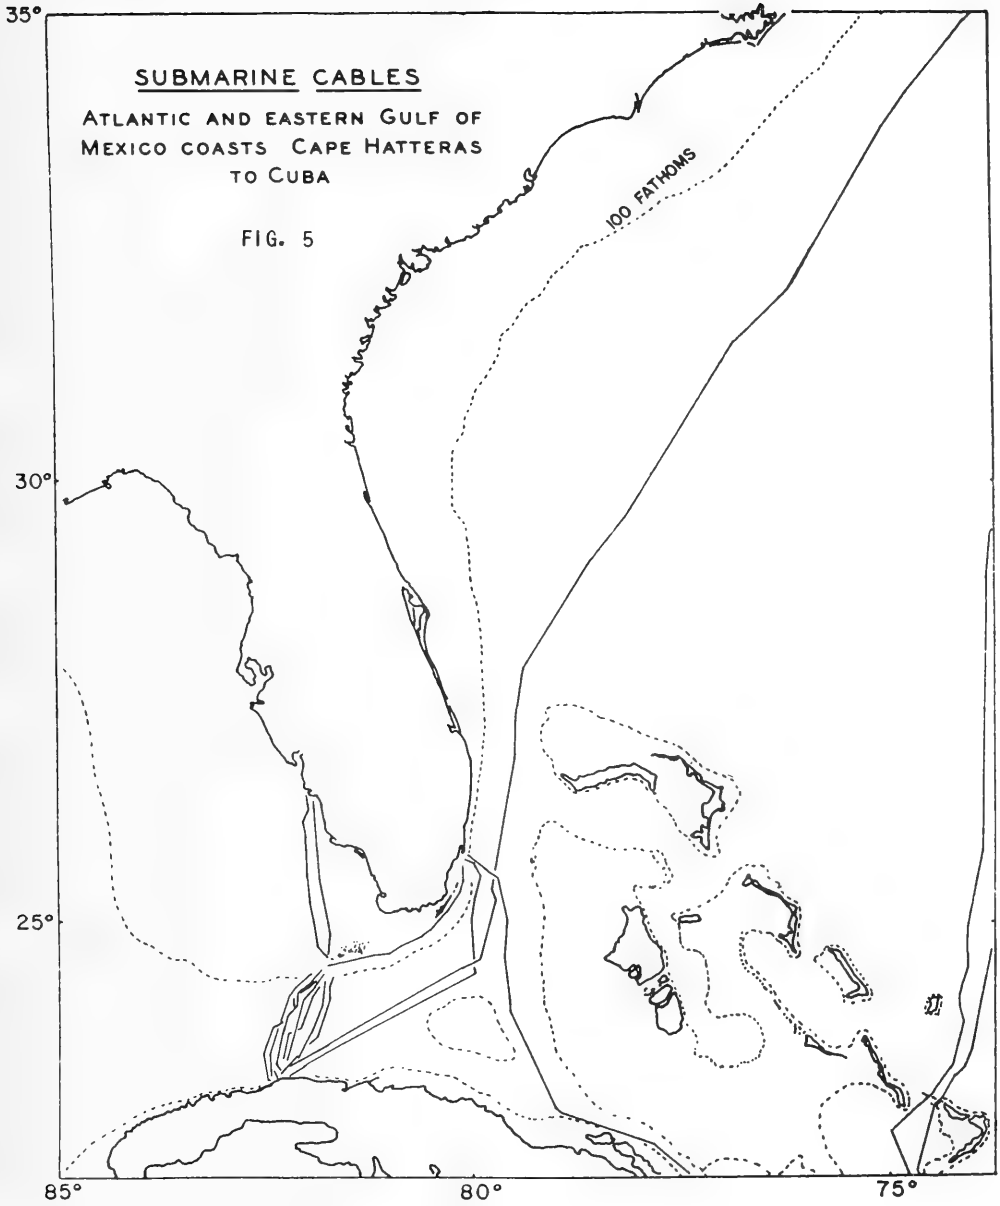 35°
SUBMARINE CABLES
ATLANTIC AND EASTERN GULF OF
MEXICO COASTS CAPE HATTERAS
TO CUBA
FIG. 5
100 FATHOMS
30°
25°
85°
80°
75°